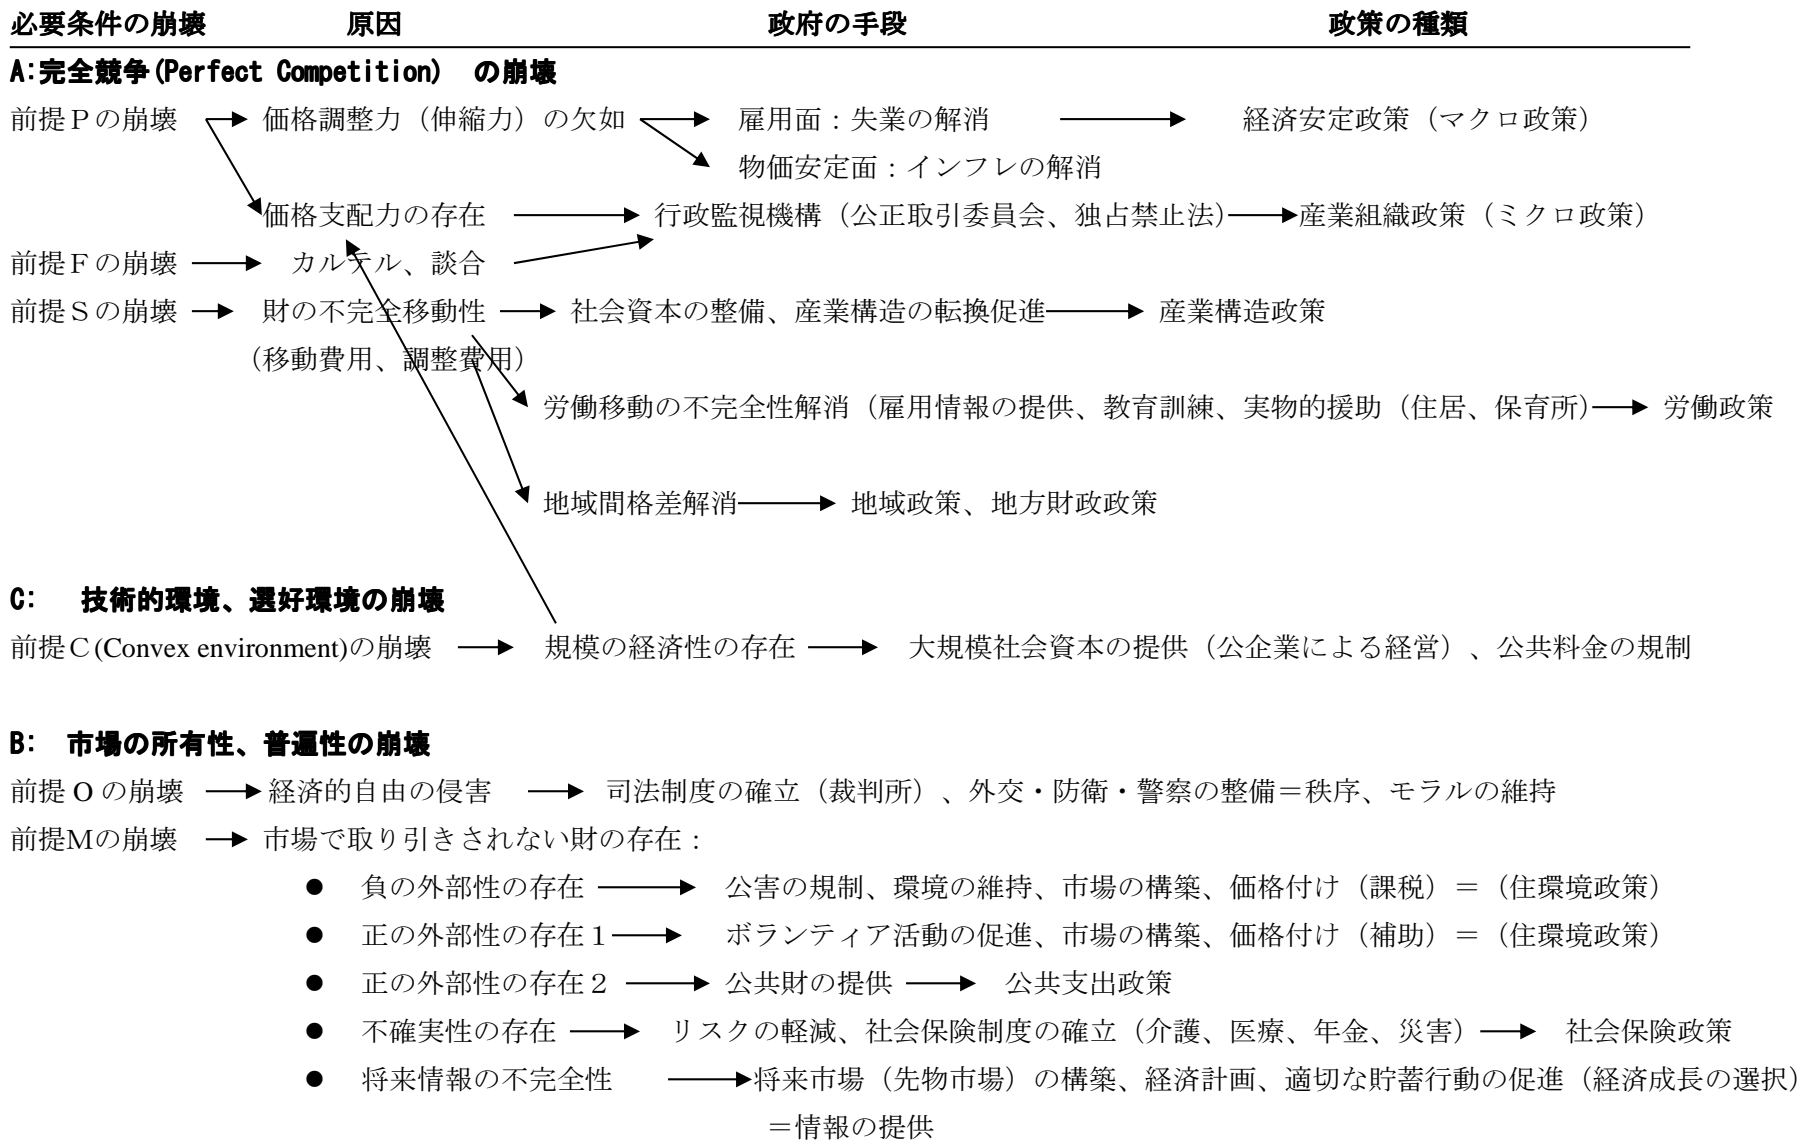 必要条件の崩壊 原因 政府の手段 政策の種類
A:完全競争(Perfect Competition) の崩壊
前提Pの崩壊 価格調整力（伸縮力）の欠如 雇用面：失業の解消 経済安定政策（マクロ政策）
物価安定面：インフレの解消
価格支配力の存在 行政監視機構（公正取引委員会、独占禁止法） 産業組織政策（ミクロ政策）
前提Fの崩壊 カルテル、談合
前提Sの崩壊 財の不完全移動性 社会資本の整備、産業構造の転換促進 産業構造政策
（移動費用、調整費用）
労働移動の不完全性解消（雇用情報の提供、教育訓練、実物的援助（住居、保育所） 労働政策
地域間格差解消 地域政策、地方財政政策
C: 技術的環境、選好環境の崩壊
前提C(Convex environment)の崩壊 規模の経済性の存在 大規模社会資本の提供（公企業による経営）、公共料金の規制
B: 市場の所有性、普遍性の崩壊
前提Oの崩壊 経済的自由の侵害 司法制度の確立（裁判所）、外交・防衛・警察の整備＝秩序、モラルの維持
前提Mの崩壊 市場で取り引きされない財の存在：
● 負の外部性の存在 公害の規制、環境の維持、市場の構築、価格付け（課税）＝（住環境政策）
● 正の外部性の存在１ ボランティア活動の促進、市場の構築、価格付け（補助）＝（住環境政策）
● 正の外部性の存在２ 公共財の提供 公共支出政策
● 不確実性の存在 リスクの軽減、社会保険制度の確立（介護、医療、年金、災害） 社会保険政策
● 将来情報の不完全性 将来市場（先物市場）の構築、経済計画、適切な貯蓄行動の促進（経済成長の選択）
＝情報の提供